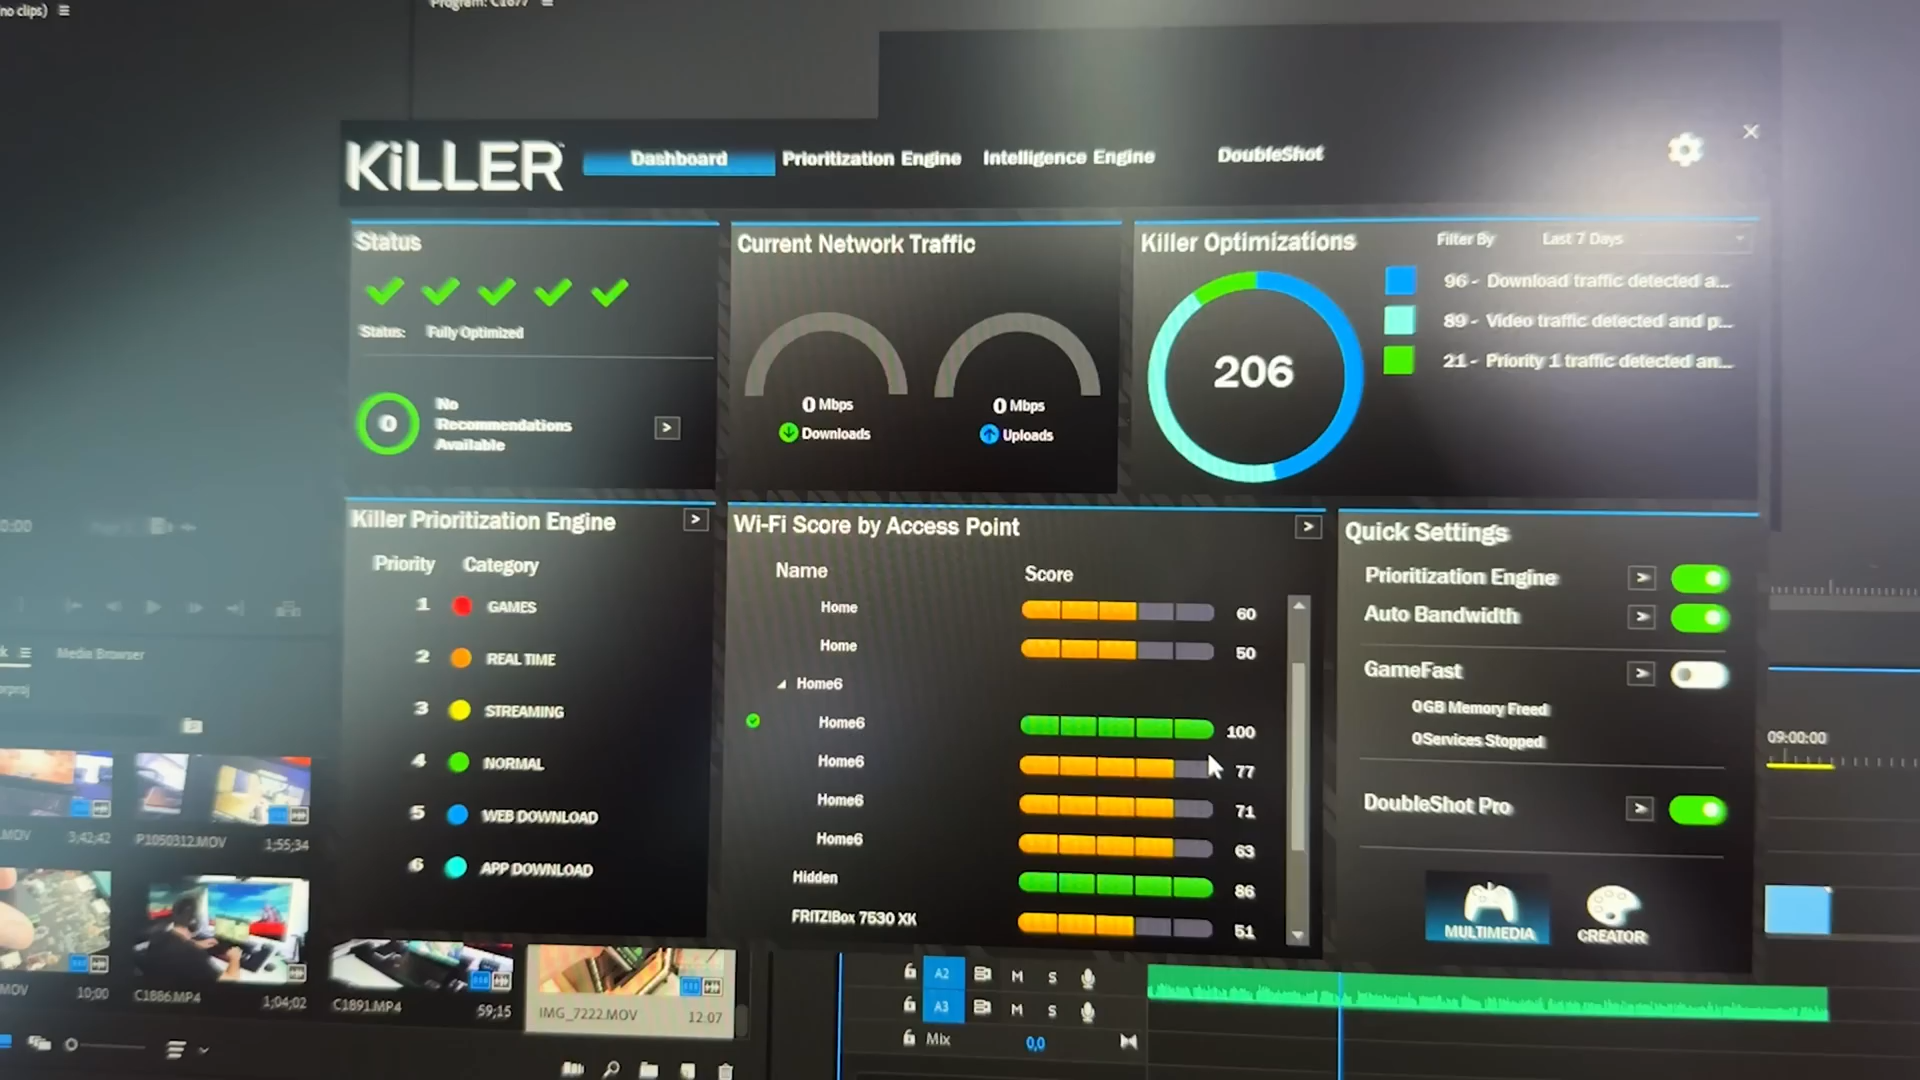 no clips)
KiLLER
Dashboard
Prioritization Engine
Intelligence Engine
DoubleShot
Status
Status: Fully Optimized
0
No
Recommendations
Available
Current Network Traffic
0 Mbps
Downloads
0 Mbps
Uploads
Killer Optimizations
Filter By
Last 7 Days
206
96 - Download traffic detected a...
89 - Video traffic detected and p...
21 - Priority 1 traffic detected an...
Killer Prioritization Engine
Priority Category
1 GAMES
2 REAL TIME
3 STREAMING
4 NORMAL
5 WEB DOWNLOAD
6 APP DOWNLOAD
Wi-Fi Score by Access Point
Name Score
Home 60
Home 50
Home6
Home6 100
Home6 77
Home6 71
Home6 63
Hidden 86
FRITZ!Box 7530 XK 51
Quick Settings
Prioritization Engine
Auto Bandwidth
GameFast
0GB Memory Freed
0Services Stopped
DoubleShot Pro
MULTIMEDIA
CREATOR
0:00
Media Browser
09:00:00
.MOV 3;42;42
P1050312.MOV 1;55;34
MOV 10;00
C1886.MP4 1;04;02
C1891.MP4 59;15
IMG_7222.MOV 12:07
A2 M S
A3 M S
Mix 0,0